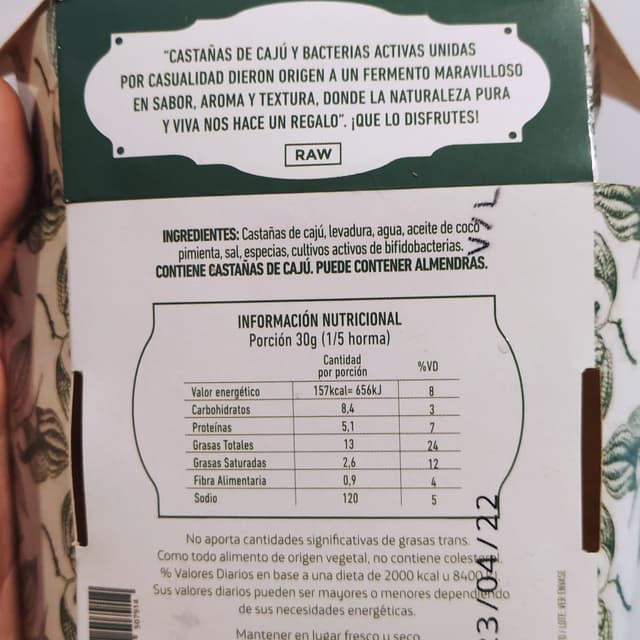 "CASTAÑAS DE CAJÚ Y BACTERIAS ACTIVAS UNIDAS
POR CASUALIDAD DIERON ORIGEN A UN FERMENTO MARAVILLOSO
EN SABOR, AROMA Y TEXTURA, DONDE LA NATURALEZA PURA
Y VIVA NOS HACE UN REGALO". ¡QUE LO DISFRUTES!
RAW
INGREDIENTES: Castañas de cajú, levadura, agua, aceite de coco
pimienta, sal, especias, cultivos activos de bifidobacterias.
CONTIENE CASTAÑAS DE CAJÚ. PUEDE CONTENER ALMENDRAS.
INFORMACIÓN NUTRICIONAL
Porción 30g (1/5 horma)
Cantidad
por porción %VD
Valor energético 157kcal= 656kJ 8
Carbohidratos 8,4 3
Proteínas 5,1 7
Grasas Totales 13 24
Grasas Saturadas 2,6 12
Fibra Alimentaria 0,9 4
Sodio 120 5
No aporta cantidades significativas de grasas trans.
Como todo alimento de origen vegetal, no contiene
% Valores Diarios en base a una dieta de 2000 kcal u 8400
Sus valores diarios pueden ser mayores o menores dependiendo
de sus necesidades energéticas.
Mantener en lugar fresco u seco
3/04/22
LOTE: VER ENVASE